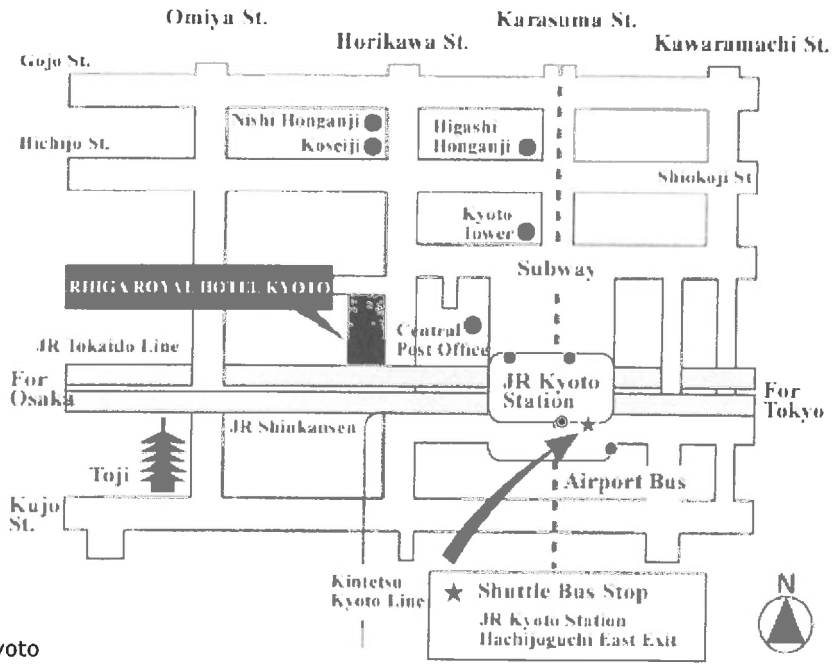 Omiya St.
Karasuma St.
Horikawa St.
Kawaramachi St.
Gojo St.
Nishi Honganji
Koseiji
Higashi
Honganji
Hichijo St.
Shiokoji St
Kyoto
Tower
Subway
RIHGA ROYAL HOTEL KYOTO
Central
Post Office
JR Tokaido Line
For
Osaka
JR Kyoto
Station
For
Tokyo
JR Shinkansen
Toji
Airport Bus
Kujo
St.
Kintetsu
Kyoto Line
Shuttle Bus Stop
JR Kyoto Station
Hachijoguchi East Exit
N
yoto